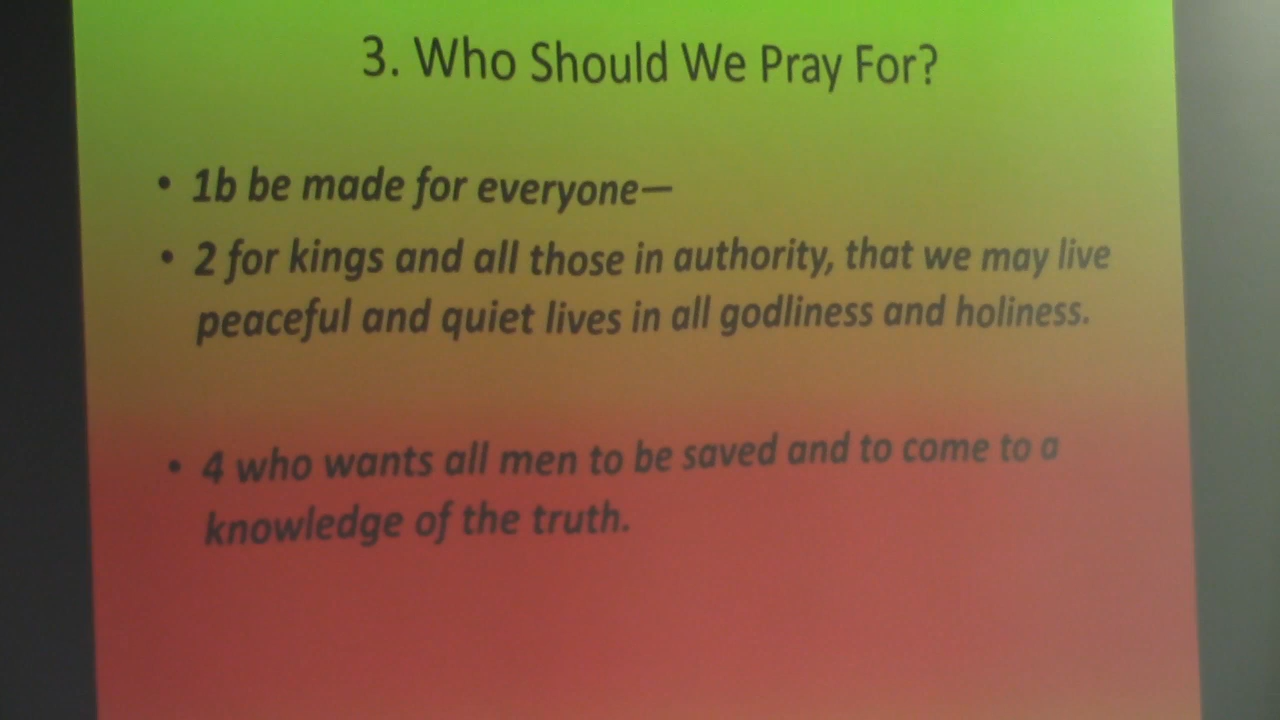 3. Who Should We Pray For?
• 1b be made for everyone—
• 2 for kings and all those in authority, that we may live
peaceful and quiet lives in all godliness and holiness.
• 4 who wants all men to be saved and to come to a
knowledge of the truth.